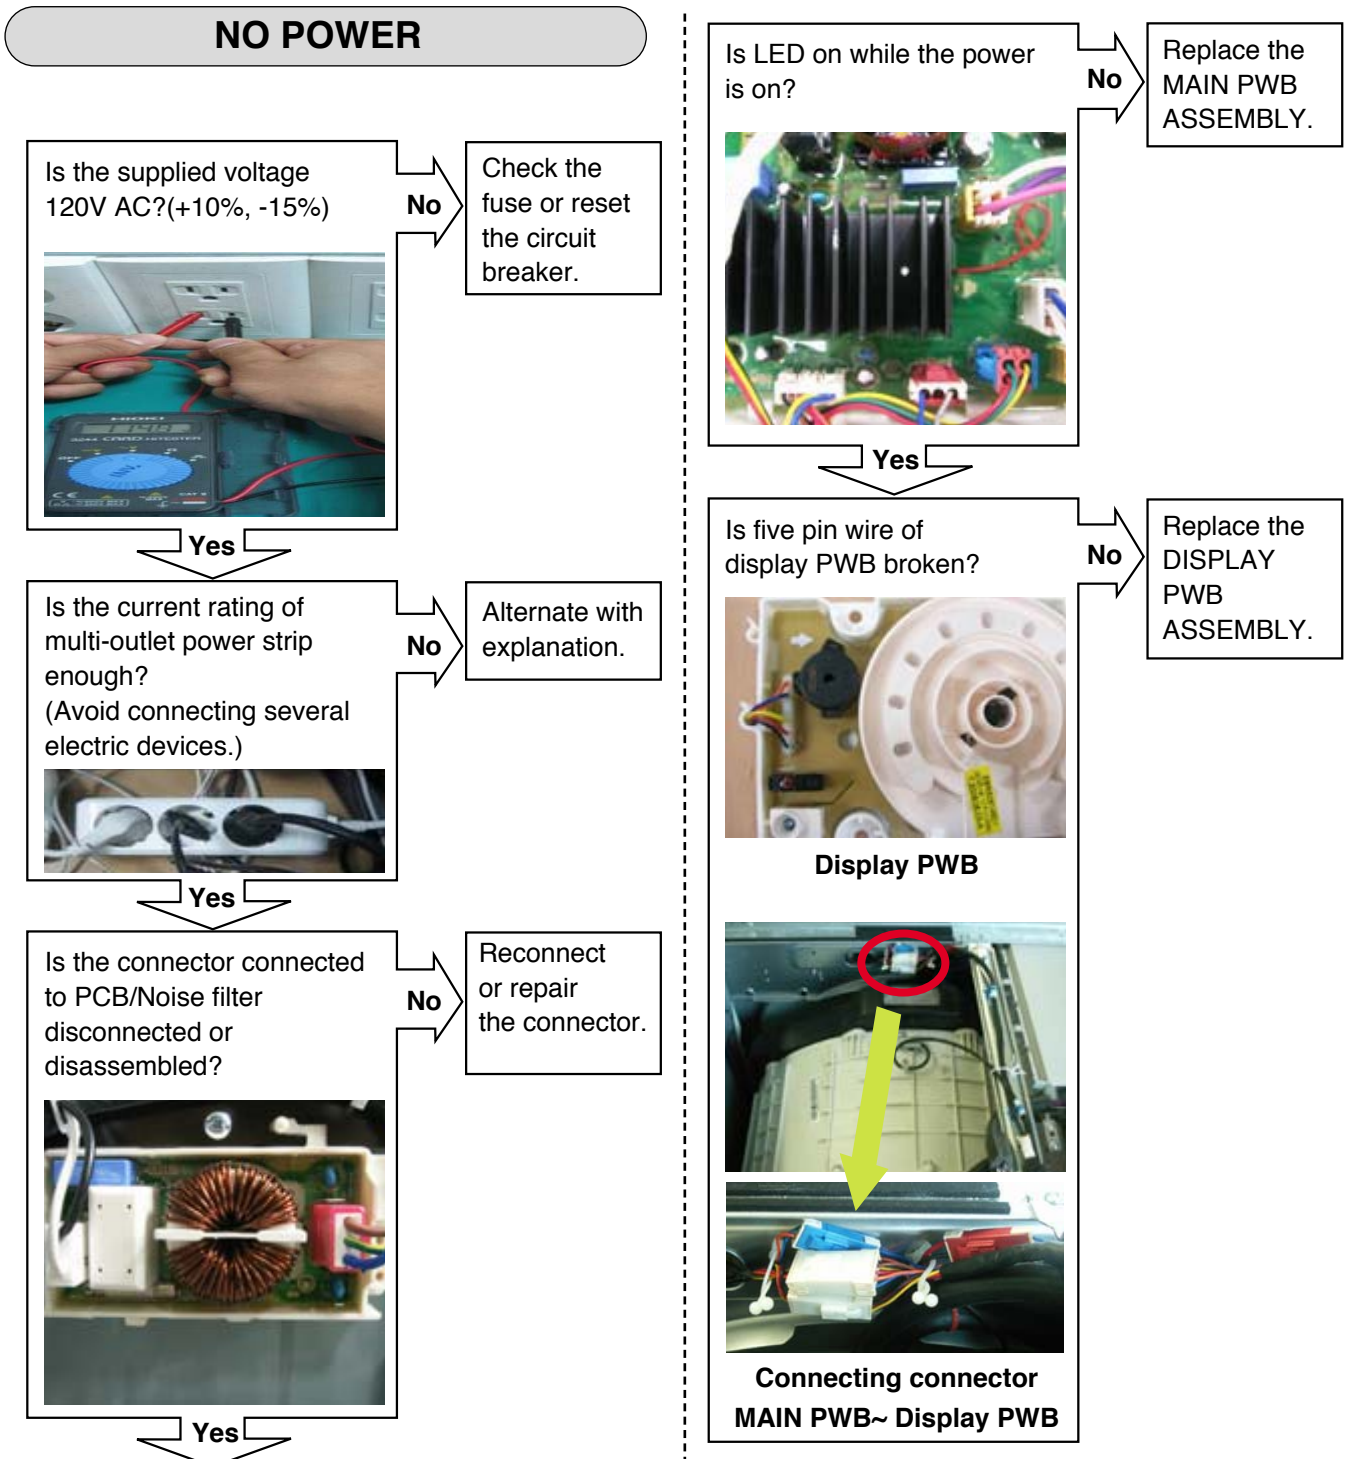 NO POWER
Is the supplied voltage
120V AC?(+10%, -15%)
No
Check the
fuse or reset
the circuit
breaker.
HIOKI
CARD HITESTER
OFF
CE
Yes
Is the current rating of
multi-outlet power strip
enough?
(Avoid connecting several
electric devices.)
No
Alternate with
explanation.
Yes
Is the connector connected
to PCB/Noise filter
disconnected or
disassembled?
No
Reconnect
or repair
the connector.
Yes
Is LED on while the power
is on?
No
Replace the
MAIN PWB
ASSEMBLY.
Yes
Is five pin wire of
display PWB broken?
No
Replace the
DISPLAY
PWB
ASSEMBLY.
Display PWB
Connecting connector
MAIN PWB~ Display PWB